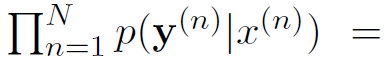 ∏_{n=1}^{N} p(𝐲^{(n)}|x^{(n)}) =